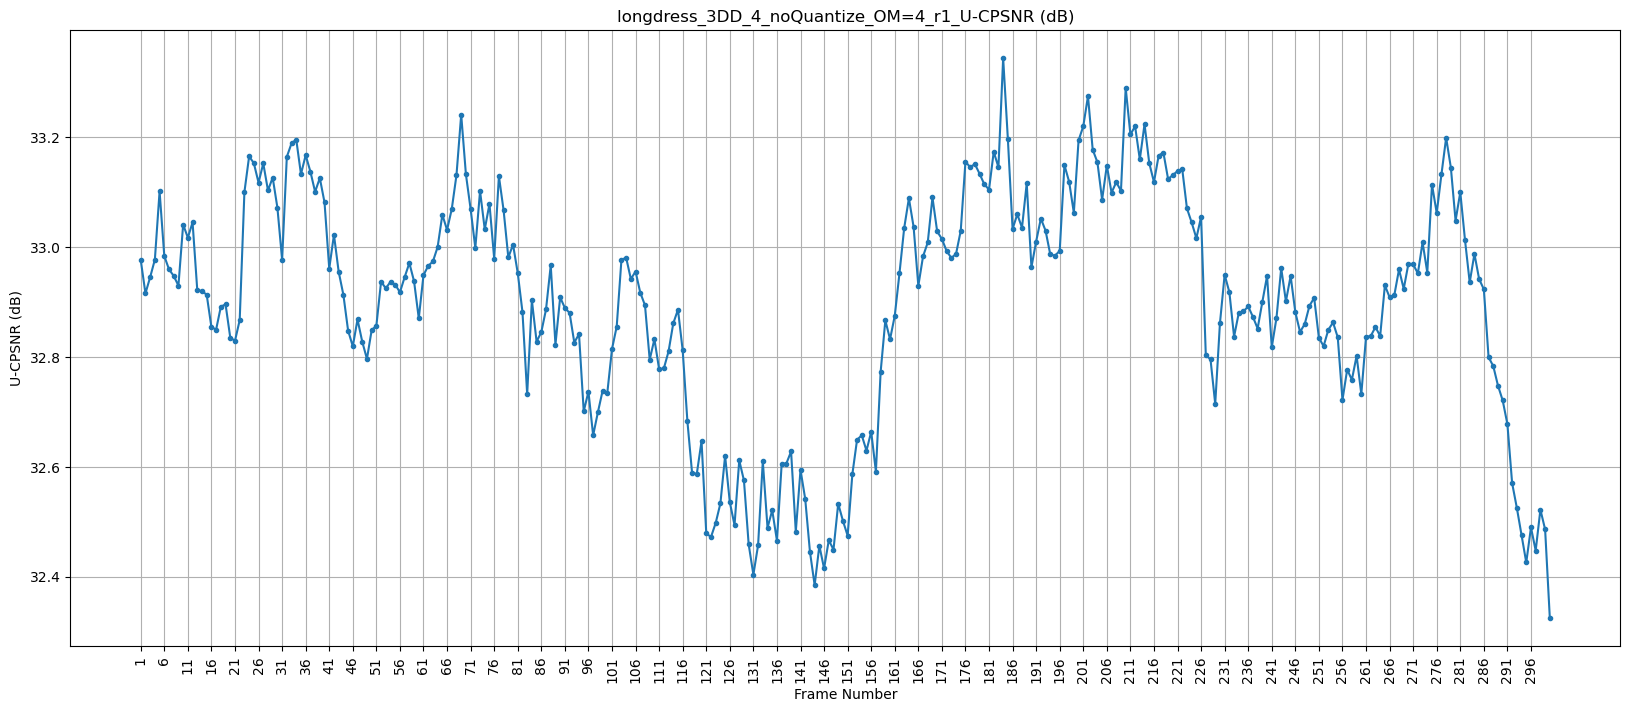 longdress_3DD_4_noQuantize_OM=4_r1_U-CPSNR (dB)
U-CPSNR (dB)
33.2
33.0
32.8
32.6
32.4
1 6 11 16 21 26 31 36 41 46 51 56 61 66 71 76 81 86 91 96 101 106 111 116 121 126 131 136 141 146 151 156 161 166 171 176 181 186 191 196 201 206 211 216 221 226 231 236 241 246 251 256 261 266 271 276 281 286 291 296
Frame Number